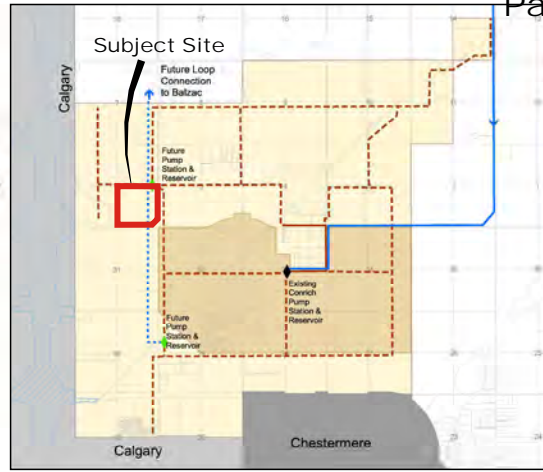 Pa
Subject Site
Calgary
Future Loop
Connection
to Balzac
Future
Pump
Station &
Reservoir
Existing
Conrich
Pump
Station &
Reservoir
Future
Pump
Station &
Reservoir
Calgary
Chestermere